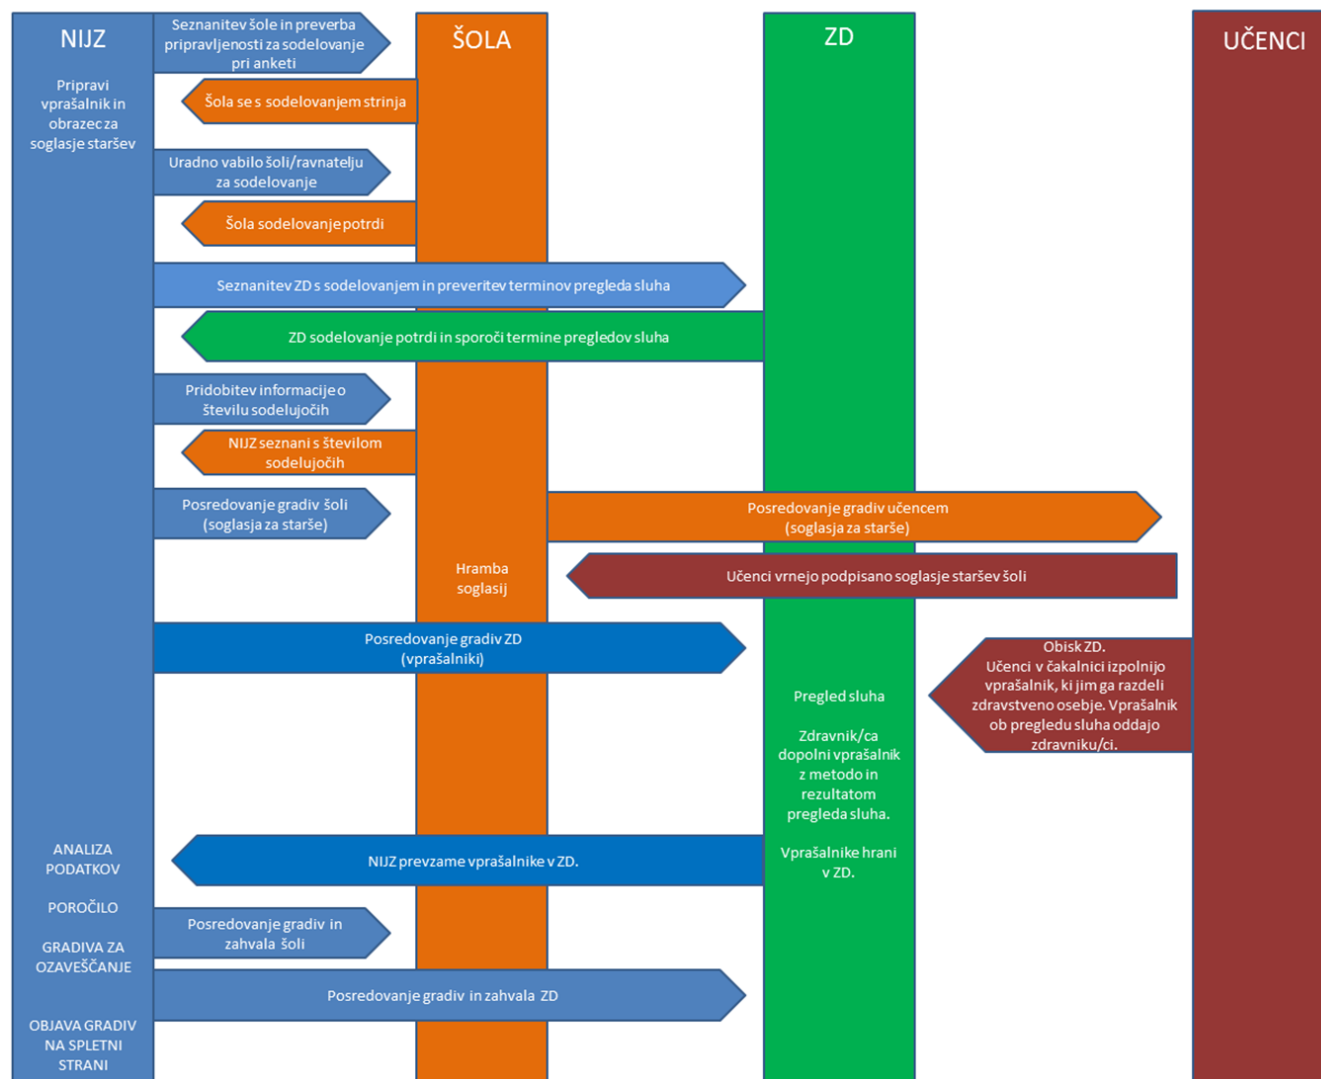 NIJZ
Seznanitev šole in preverba
pripravljenosti za sodelovanje
pri anketi
ŠOLA
ZD
UČENCI
Pripravi
vprašalnik in
obrazec za
soglasje staršev
Šola se s sodelovanjem strinja
Uradno vabilo šoli/ravnatelju
za sodelovanje
Šola sodelovanje potrdi
Seznanitev ZD s sodelovanjem in preveritev terminov pregleda sluha
ZD sodelovanje potrdi in sporoči termine pregledov sluha
Pridobitev informacije o
številu sodelujočih
NIJZ seznani s številom
sodelujočih
Posredovanje gradiv šoli
(soglasja za starše)
Posredovanje gradiv učencem
(soglasja za starše)
Hramba
soglasij
Učenci vrnejo podpisano soglasje staršev šoli
Posredovanje gradiv ZD
(vprašalniki)
Obisk ZD.
Učenci v čakalnici izpolnijo
vprašalnik, ki jim ga razdeli
zdravstveno osebje. Vprašalnik
ob pregledu sluha oddajo
zdravniku/ci.
Pregled sluha
Zdravnik/ca
dopolni vprašalnik
z metodo in
rezultatom
pregleda sluha.
Vprašalnike hrani
v ZD.
NIJZ prevzame vprašalnike v ZD.
ANALIZA
PODATKOV
POROČILO
GRADIVA ZA
OZAVEŠČANJE
OBJAVA GRADIV
NA SPLETNI
STRANI
Posredovanje gradiv in
zahvala šoli
Posredovanje gradiv in zahvala ZD